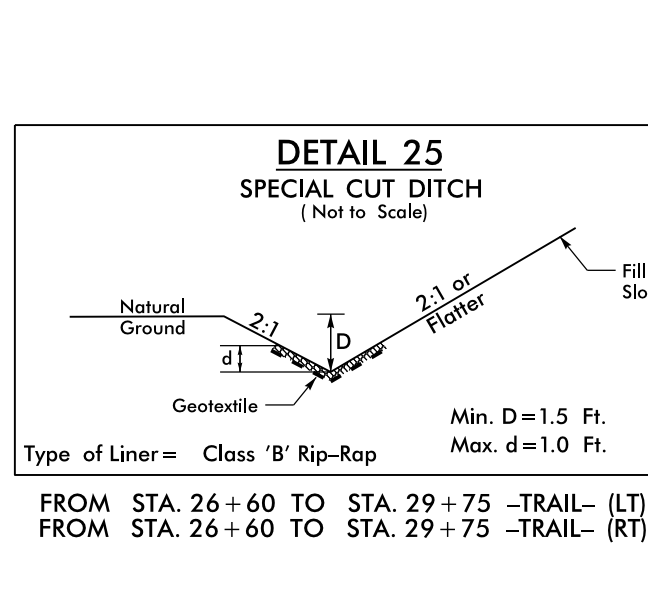 DETAIL 25
SPECIAL CUT DITCH
(Not to Scale)
2:1 or
Flatter
Fill
Slo
Natural
Ground
2:1
D
d
Geotextile
Min. D=1.5 Ft.
Max. d=1.0 Ft.
Type of Liner= Class 'B' Rip-Rap
FROM STA. 26+60 TO STA. 29+75 -TRAIL- (LT)
FROM STA. 26+60 TO STA. 29+75 -TRAIL- (RT)